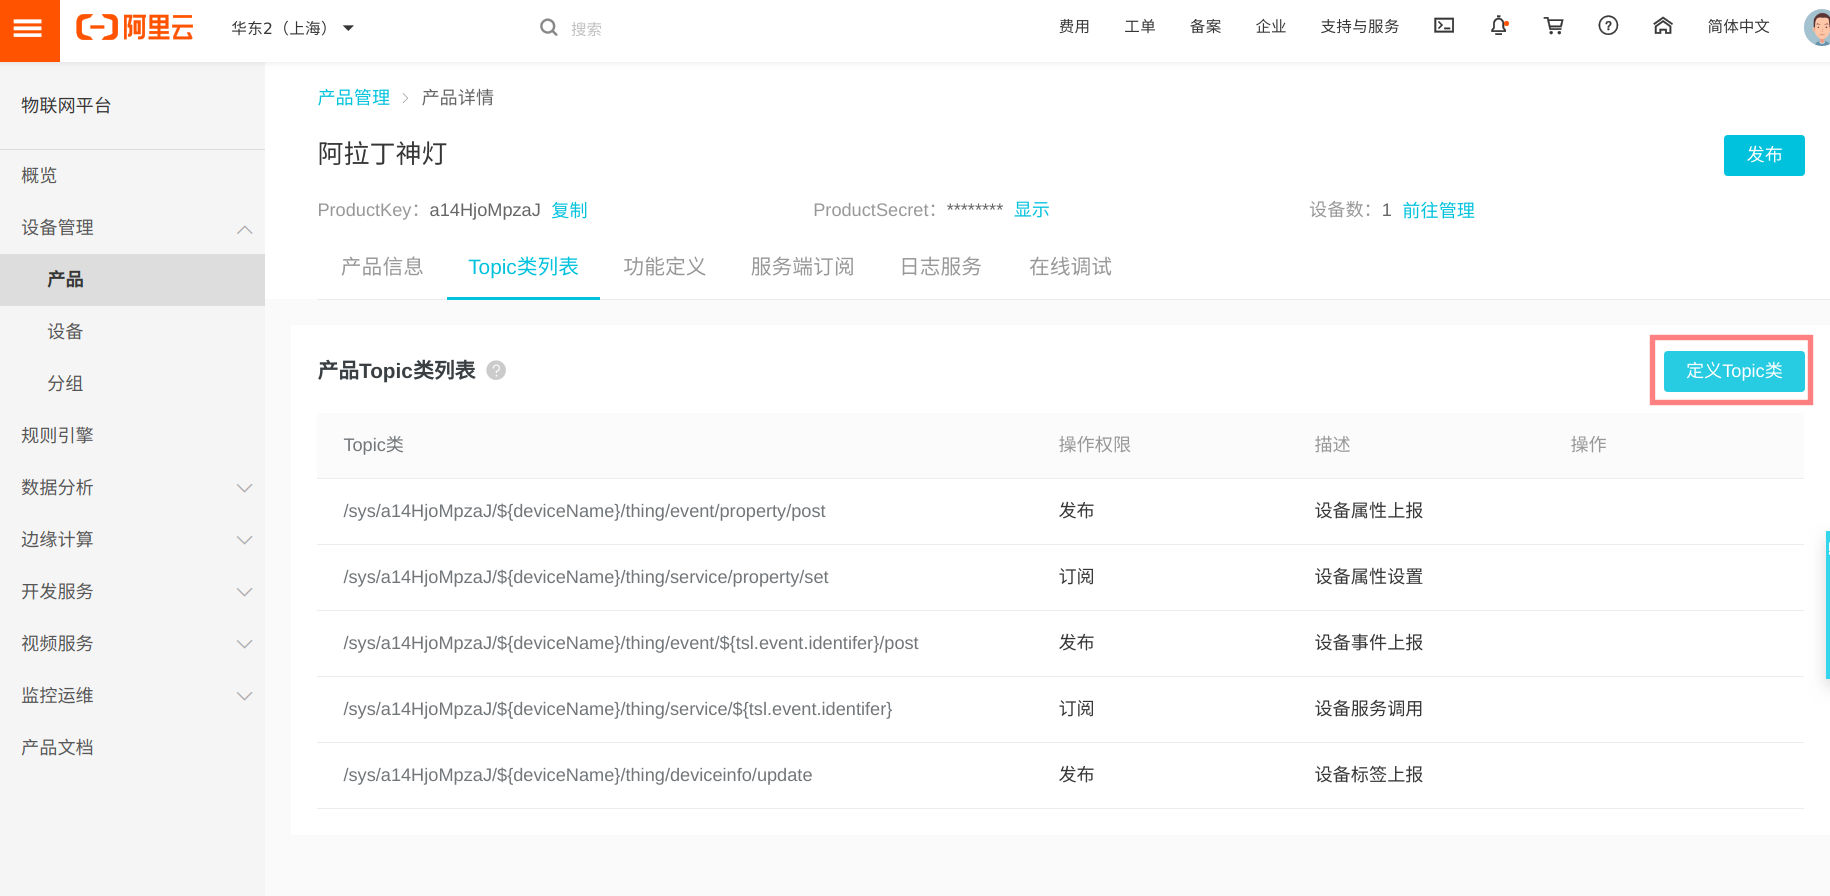 阿里云
华东2（上海）
搜索
费用
工单
备案
企业
支持与服务
简体中文
物联网平台
概览
设备管理
产品
设备
分组
规则引擎
数据分析
边缘计算
开发服务
视频服务
监控运维
产品文档
产品管理 > 产品详情
阿拉丁神灯
发布
ProductKey： a14HjoMpzaJ 复制
ProductSecret： ******** 显示
设备数： 1 前往管理
产品信息
Topic类列表
功能定义
服务端订阅
日志服务
在线调试
产品Topic类列表 ?
定义Topic类
Topic类 操作权限 描述 操作
/sys/a14HjoMpzaJ/${deviceName}/thing/event/property/post 发布 设备属性上报
/sys/a14HjoMpzaJ/${deviceName}/thing/service/property/set 订阅 设备属性设置
/sys/a14HjoMpzaJ/${deviceName}/thing/event/${tsl.event.identifer}/post 发布 设备事件上报
/sys/a14HjoMpzaJ/${deviceName}/thing/service/${tsl.event.identifer} 订阅 设备服务调用
/sys/a14HjoMpzaJ/${deviceName}/thing/deviceinfo/update 发布 设备标签上报